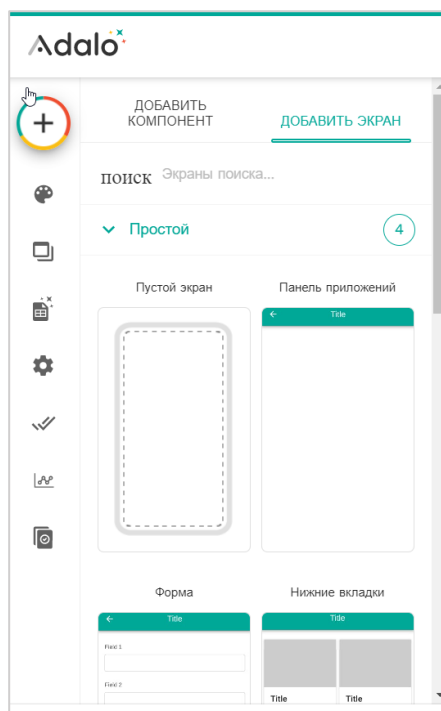 Adalo
ДОБАВИТЬ
КОМПОНЕНТ
ДОБАВИТЬ ЭКРАН
поиск Экраны поиска...
Простой
4
Пустой экран
Панель приложений
Title
Форма
Нижние вкладки
Title
Title
Field 1
Field 2
Title
Title